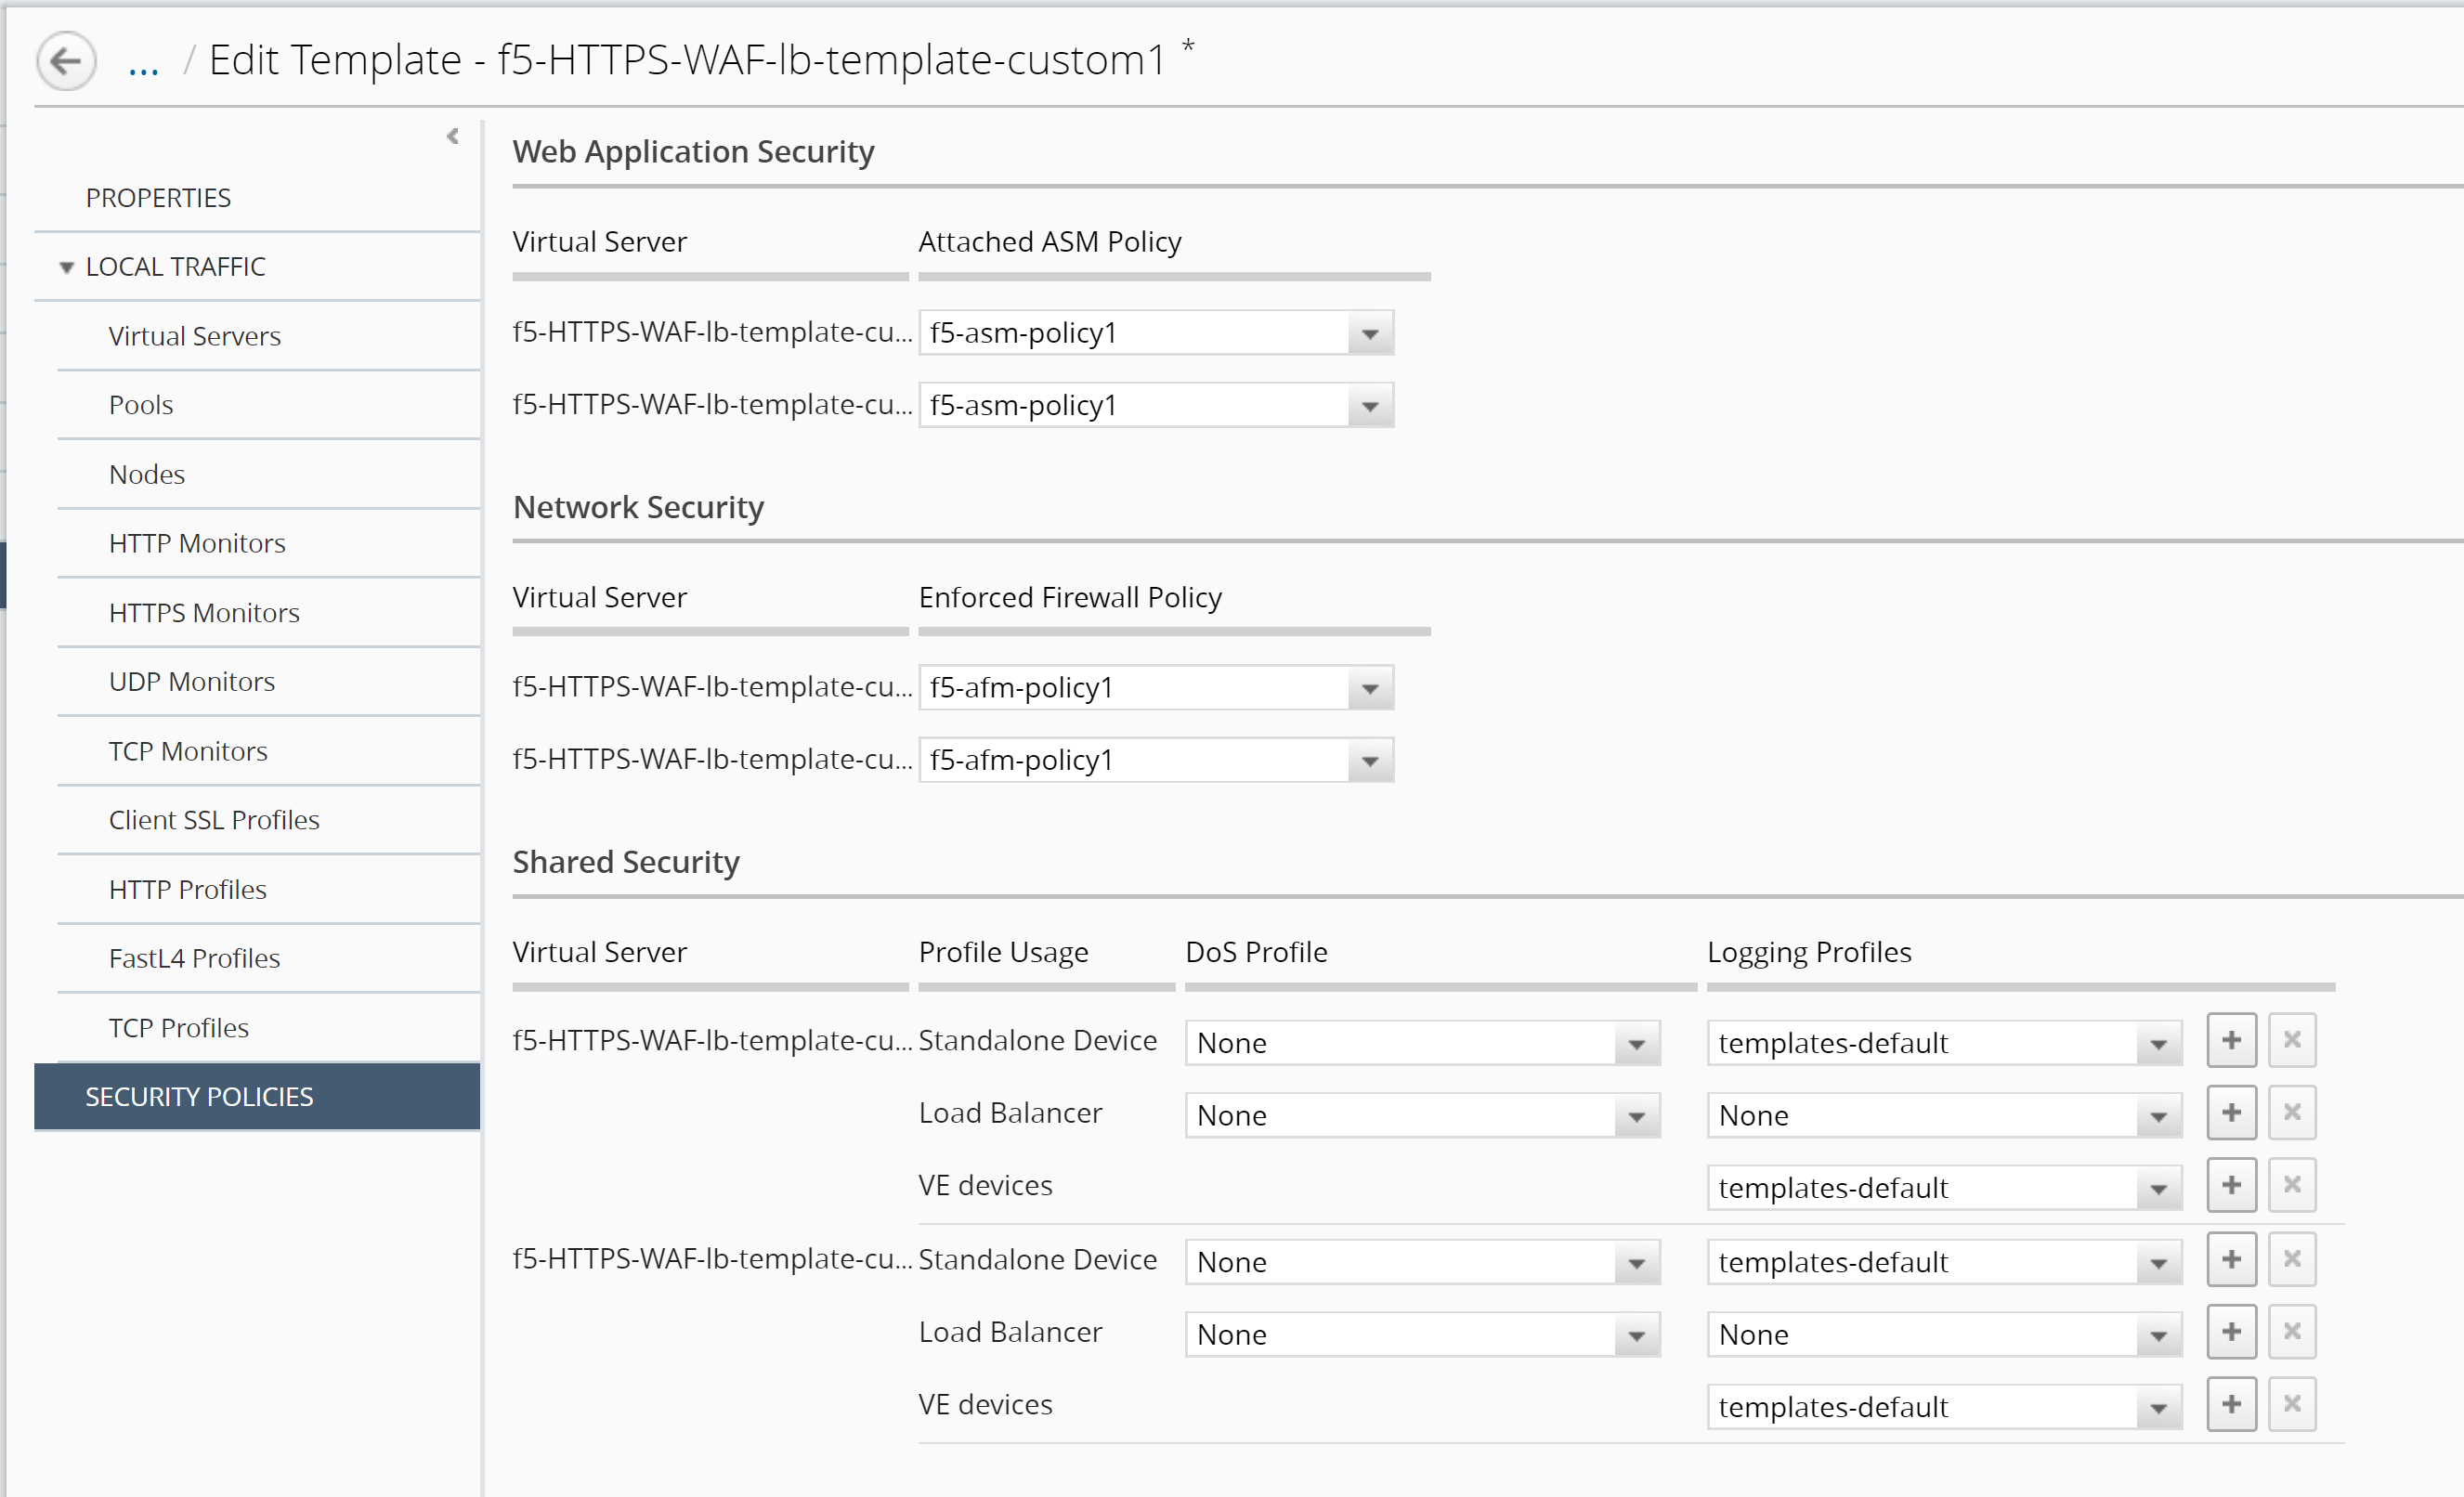 ... / Edit Template - f5-HTTPS-WAF-lb-template-custom1 *
PROPERTIES
LOCAL TRAFFIC
Virtual Servers
Pools
Nodes
HTTP Monitors
HTTPS Monitors
UDP Monitors
TCP Monitors
Client SSL Profiles
HTTP Profiles
FastL4 Profiles
TCP Profiles
SECURITY POLICIES
Web Application Security
Virtual Server Attached ASM Policy
f5-HTTPS-WAF-lb-template-cu... f5-asm-policy1
f5-HTTPS-WAF-lb-template-cu... f5-asm-policy1
Network Security
Virtual Server Enforced Firewall Policy
f5-HTTPS-WAF-lb-template-cu... f5-afm-policy1
f5-HTTPS-WAF-lb-template-cu... f5-afm-policy1
Shared Security
Virtual Server Profile Usage DoS Profile Logging Profiles
f5-HTTPS-WAF-lb-template-cu... Standalone Device None templates-default
Load Balancer None None
VE devices templates-default
f5-HTTPS-WAF-lb-template-cu... Standalone Device None templates-default
Load Balancer None None
VE devices templates-default